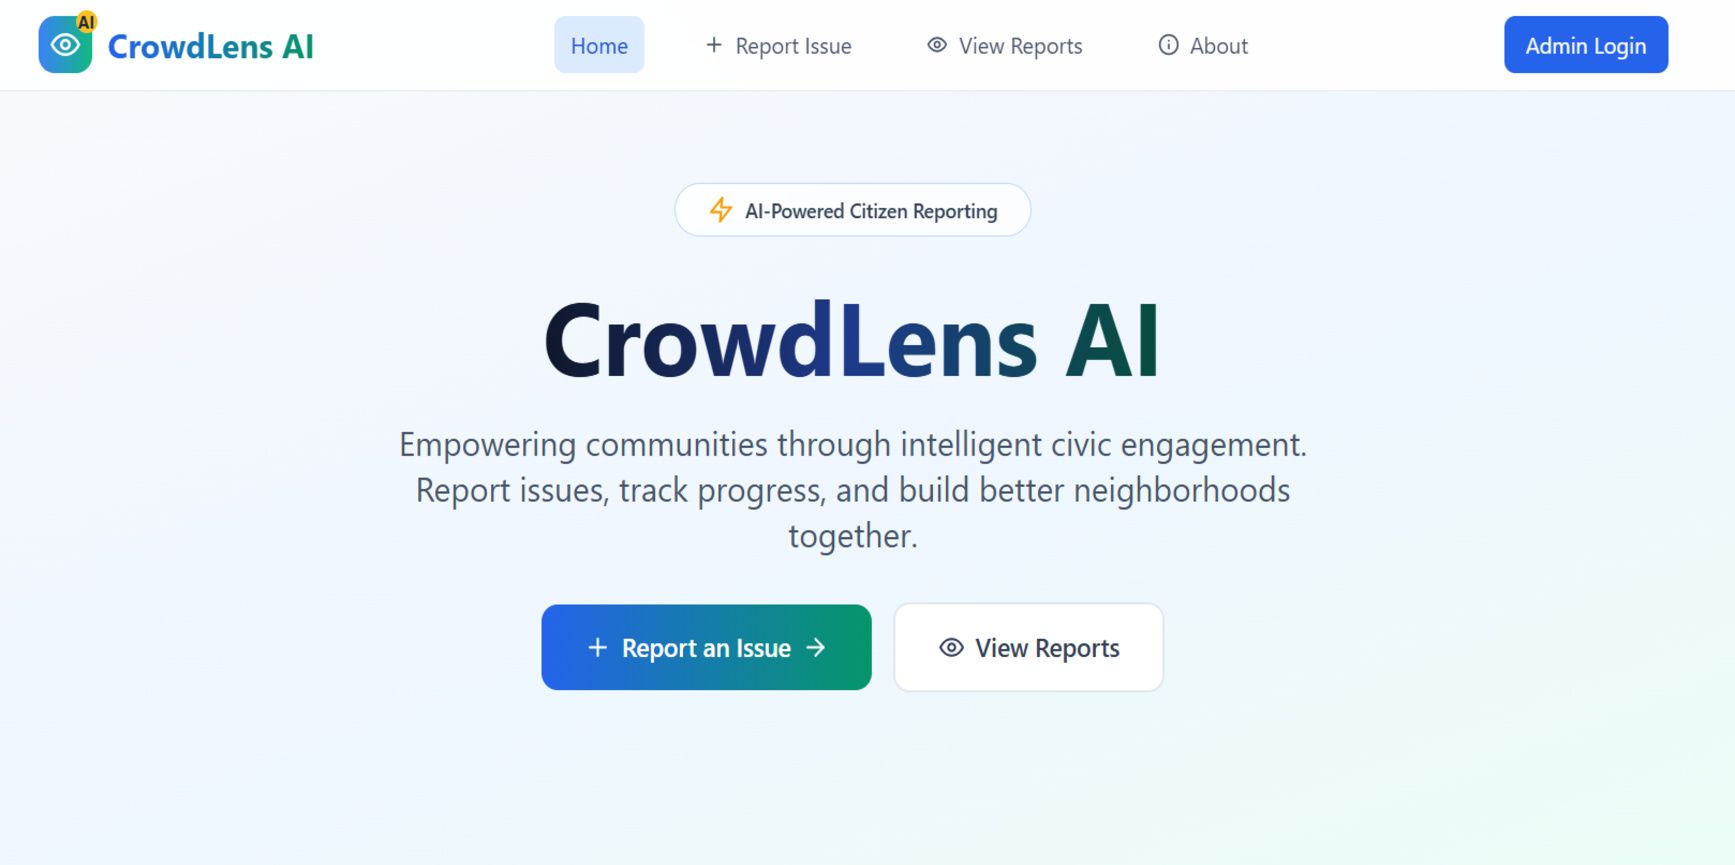 AI
CrowdLens AI
Home
Report Issue
View Reports
About
Admin Login
AI-Powered Citizen Reporting
CrowdLens AI
Empowering communities through intelligent civic engagement.
Report issues, track progress, and build better neighborhoods
together.
Report an Issue
View Reports